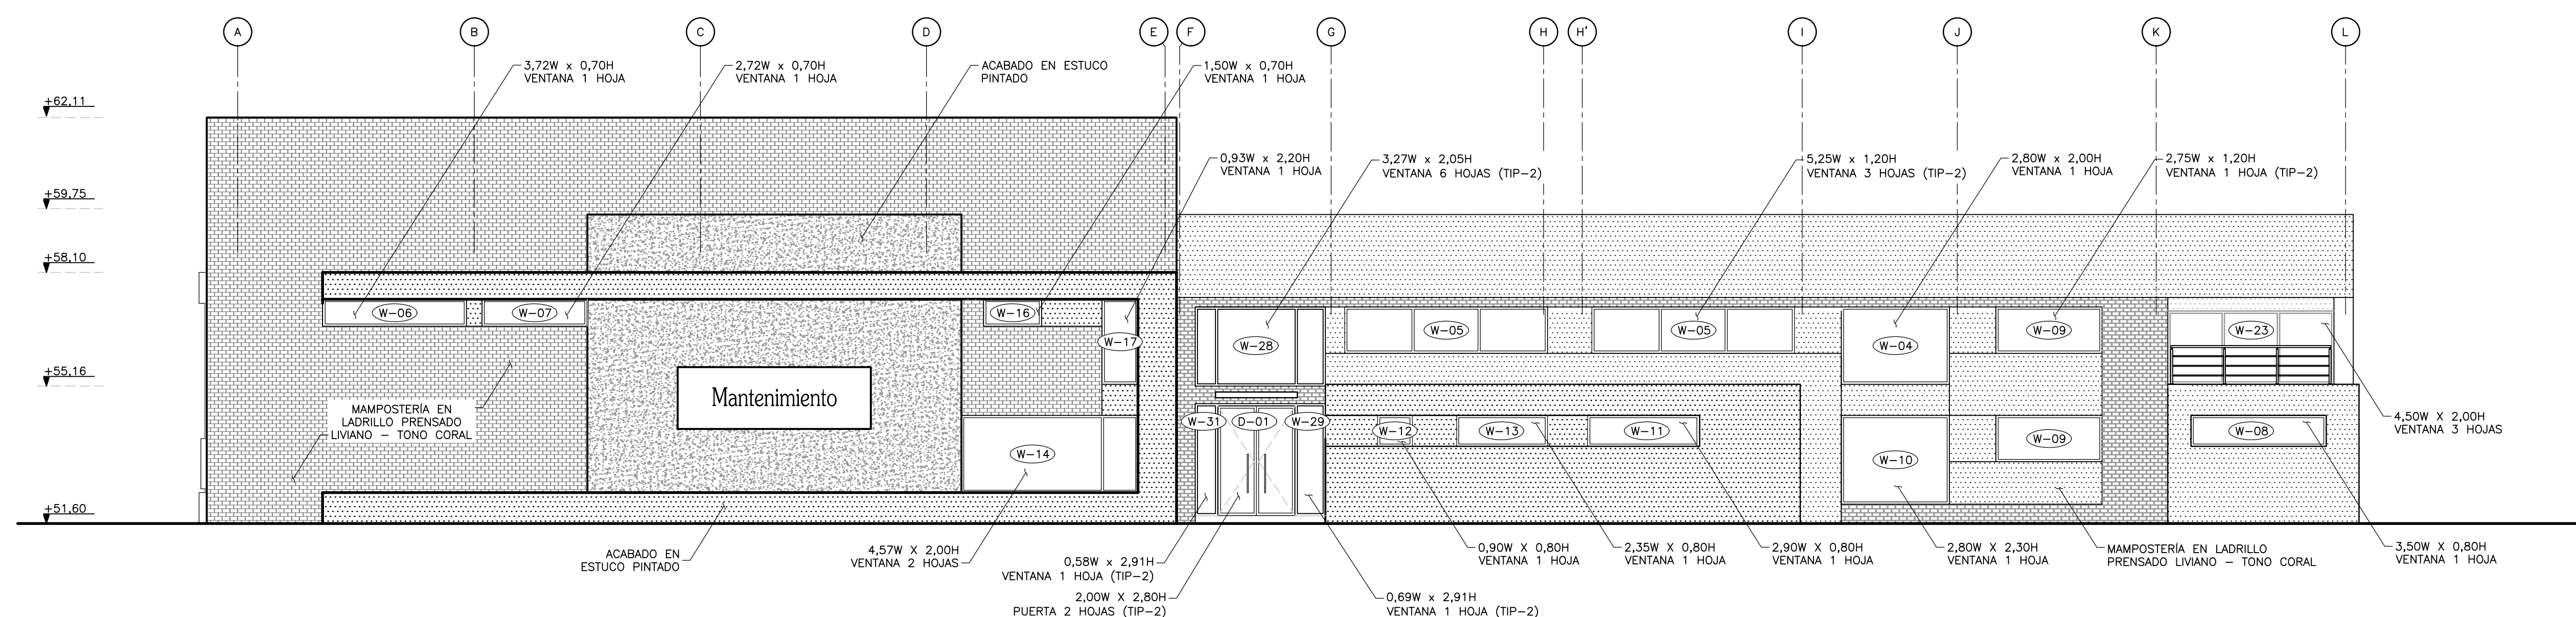 A
B
C
D
E
F
G
H
H'
I
J
K
L
3,72W x 0,70H
VENTANA 1 HOJA
2,72W x 0,70H
VENTANA 1 HOJA
ACABADO EN ESTUCO
PINTADO
1,50W x 0,70H
VENTANA 1 HOJA
+62,11
0,93W x 2,20H
VENTANA 1 HOJA
3,27W x 2,05H
VENTANA 6 HOJAS (TIP-2)
5,25W x 1,20H
VENTANA 3 HOJAS (TIP-2)
2,80W x 2,00H
VENTANA 1 HOJA
2,75W x 1,20H
VENTANA 1 HOJA (TIP-2)
+59,75
+58,10
W-06
W-07
W-16
W-17
W-28
W-05
W-05
W-04
W-09
W-23
+55,16
Mantenimiento
MAMPOSTERÍA EN
LADRILLO PRENSADO
LIVIANO - TONO CORAL
4,50W X 2,00H
VENTANA 3 HOJAS
W-31
D-01
W-29
W-12
W-13
W-11
W-09
W-08
W-14
W-10
+51,60
ACABADO EN
ESTUCO PINTADO
4,57W X 2,00H
VENTANA 2 HOJAS
0,58W x 2,91H
VENTANA 1 HOJA (TIP-2)
2,00W X 2,80H
PUERTA 2 HOJAS (TIP-2)
0,69W x 2,91H
VENTANA 1 HOJA (TIP-2)
0,90W X 0,80H
VENTANA 1 HOJA
2,35W X 0,80H
VENTANA 1 HOJA
2,90W X 0,80H
VENTANA 1 HOJA
2,80W X 2,30H
VENTANA 1 HOJA
MAMPOSTERÍA EN LADRILLO
PRENSADO LIVIANO - TONO CORAL
3,50W X 0,80H
VENTANA 1 HOJA